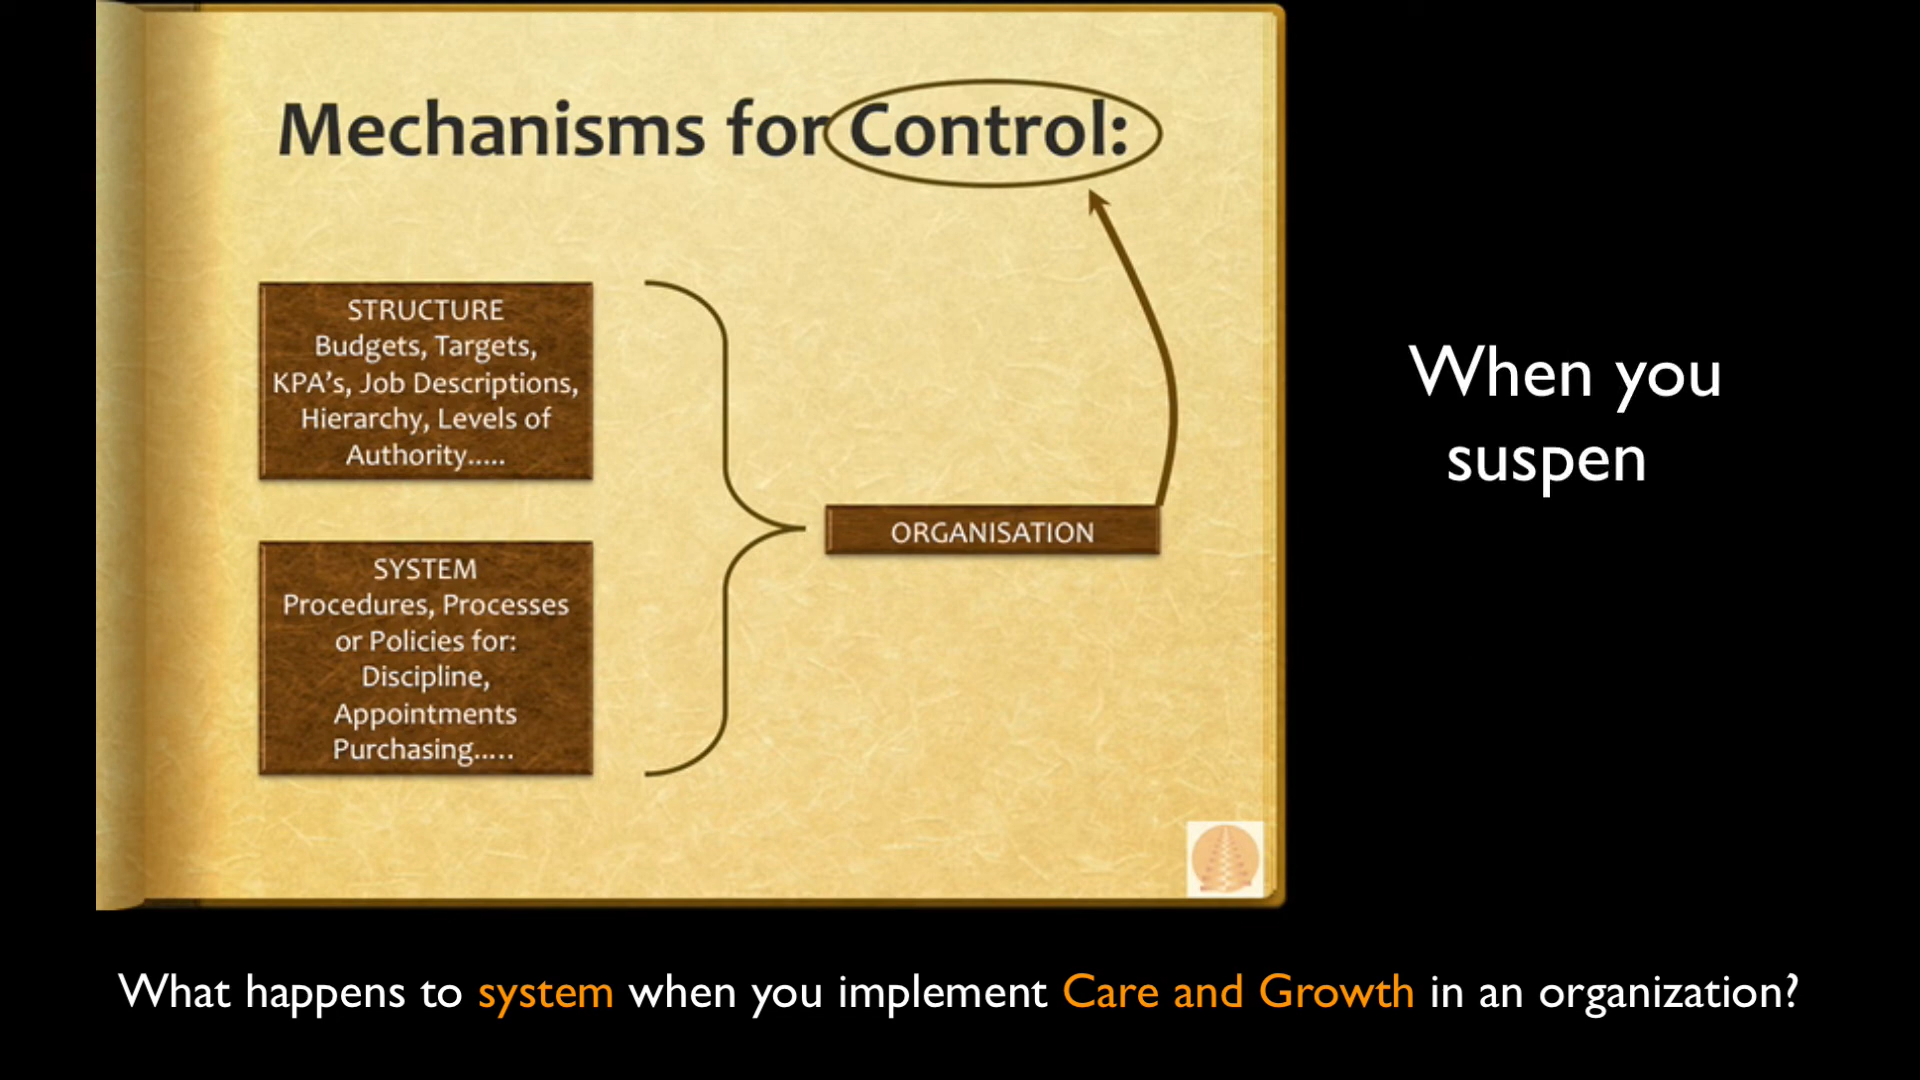 Mechanisms for Control:
STRUCTURE
Budgets, Targets,
KPA's, Job Descriptions,
Hierarchy, Levels of
Authority.....
SYSTEM
Procedures, Processes
or Policies for:
Discipline,
Appointments
Purchasing.....
ORGANISATION
When you
suspen
What happens to system when you implement Care and Growth in an organization?